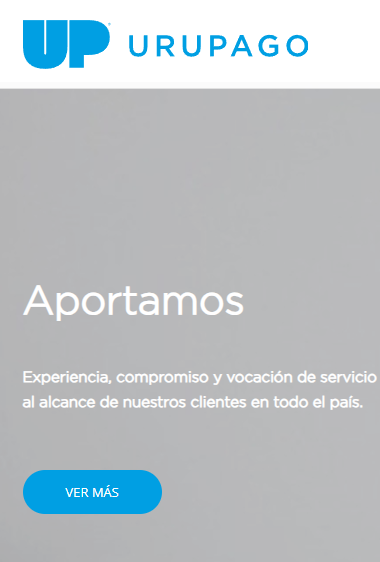 UP URUPAGO
Aportamos
Experiencia, compromiso y vocación de servicio
al alcance de nuestros clientes en todo el país.
VER MÁS